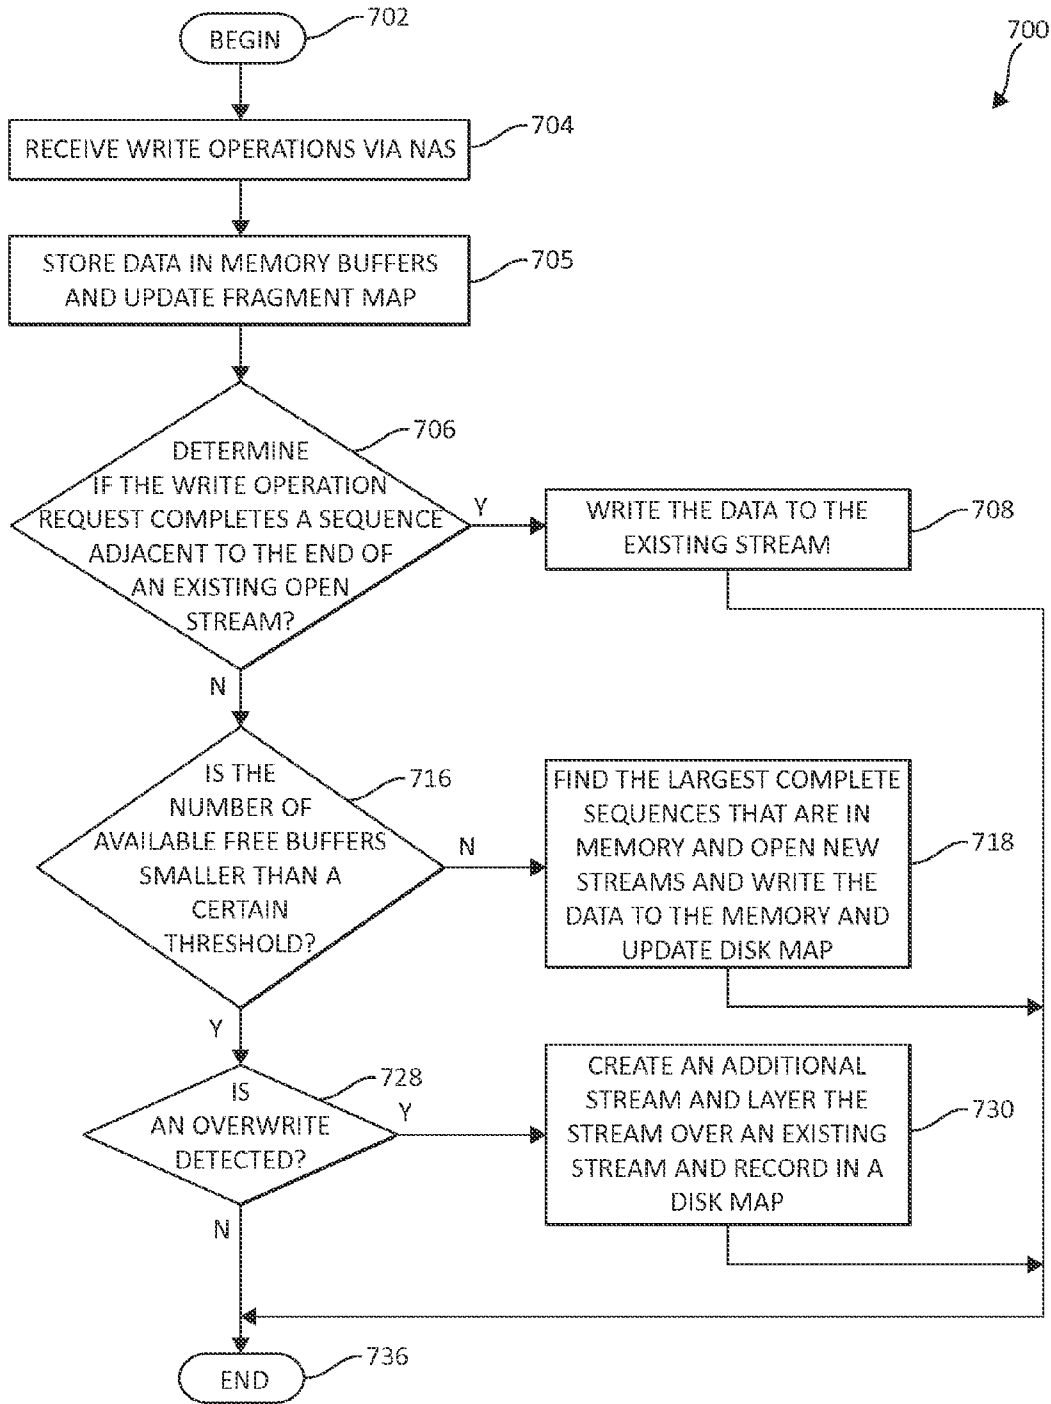 702
BEGIN
700
704
RECEIVE WRITE OPERATIONS VIA NAS
705
STORE DATA IN MEMORY BUFFERS
AND UPDATE FRAGMENT MAP
706
DETERMINE
IF THE WRITE OPERATION
REQUEST COMPLETES A SEQUENCE
ADJACENT TO THE END OF
AN EXISTING OPEN
STREAM?
Y
WRITE THE DATA TO THE
EXISTING STREAM
708
N
716
IS THE
NUMBER OF
AVAILABLE FREE BUFFERS
SMALLER THAN A
CERTAIN
THRESHOLD?
N
FIND THE LARGEST COMPLETE
SEQUENCES THAT ARE IN
MEMORY AND OPEN NEW
STREAMS AND WRITE THE
DATA TO THE MEMORY AND
UPDATE DISK MAP
718
Y
728
IS
AN OVERWRITE
DETECTED?
Y
CREATE AN ADDITIONAL
STREAM AND LAYER THE
STREAM OVER AN EXISTING
STREAM AND RECORD IN A
DISK MAP
730
N
END
736